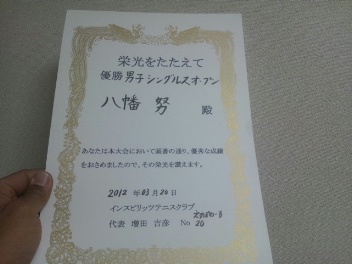 栄光をたたえて
優勝男子シングルスオープン
八幡 努 殿
あなたは本大会において頭書の通り、優秀な成績
をおさめましたので、その栄光を讃えます。
2012 年 03 月 20 日
インスピリッツテニスクラブ
代表 増田 吉彦 No 20